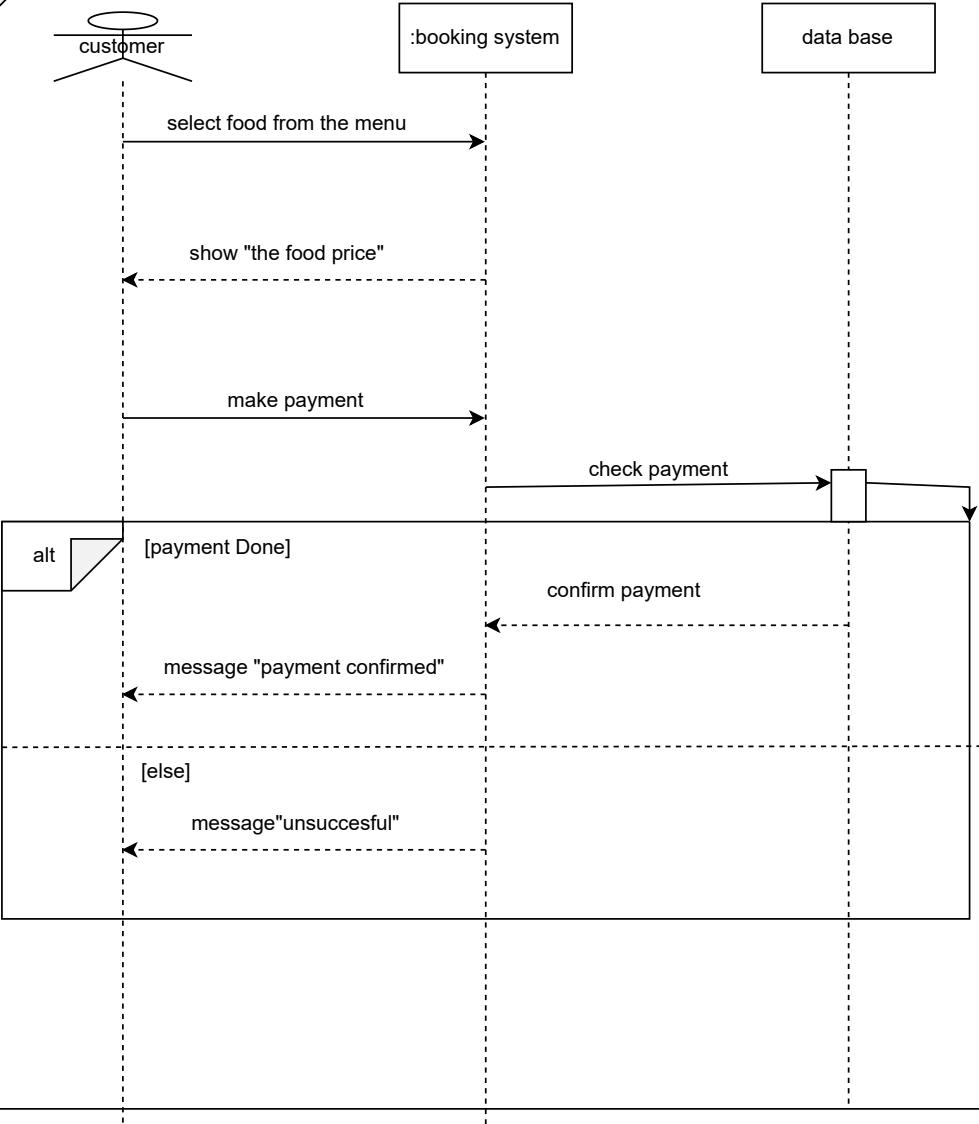 customer
:booking system
data base
select food from the menu
show "the food price"
make payment
check payment
alt
[payment Done]
confirm payment
message "payment confirmed"
[else]
message"unsuccesful"